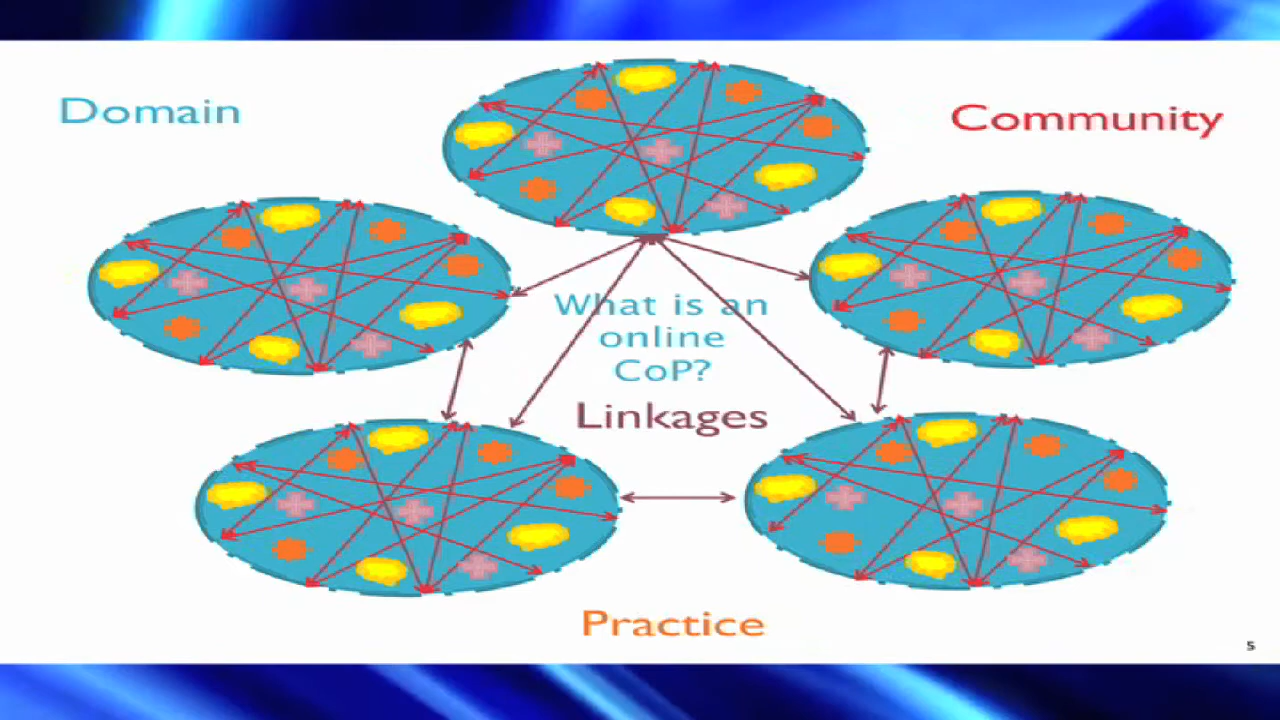 Domain
Community
What is an
online
CoP?
Linkages
Practice
5